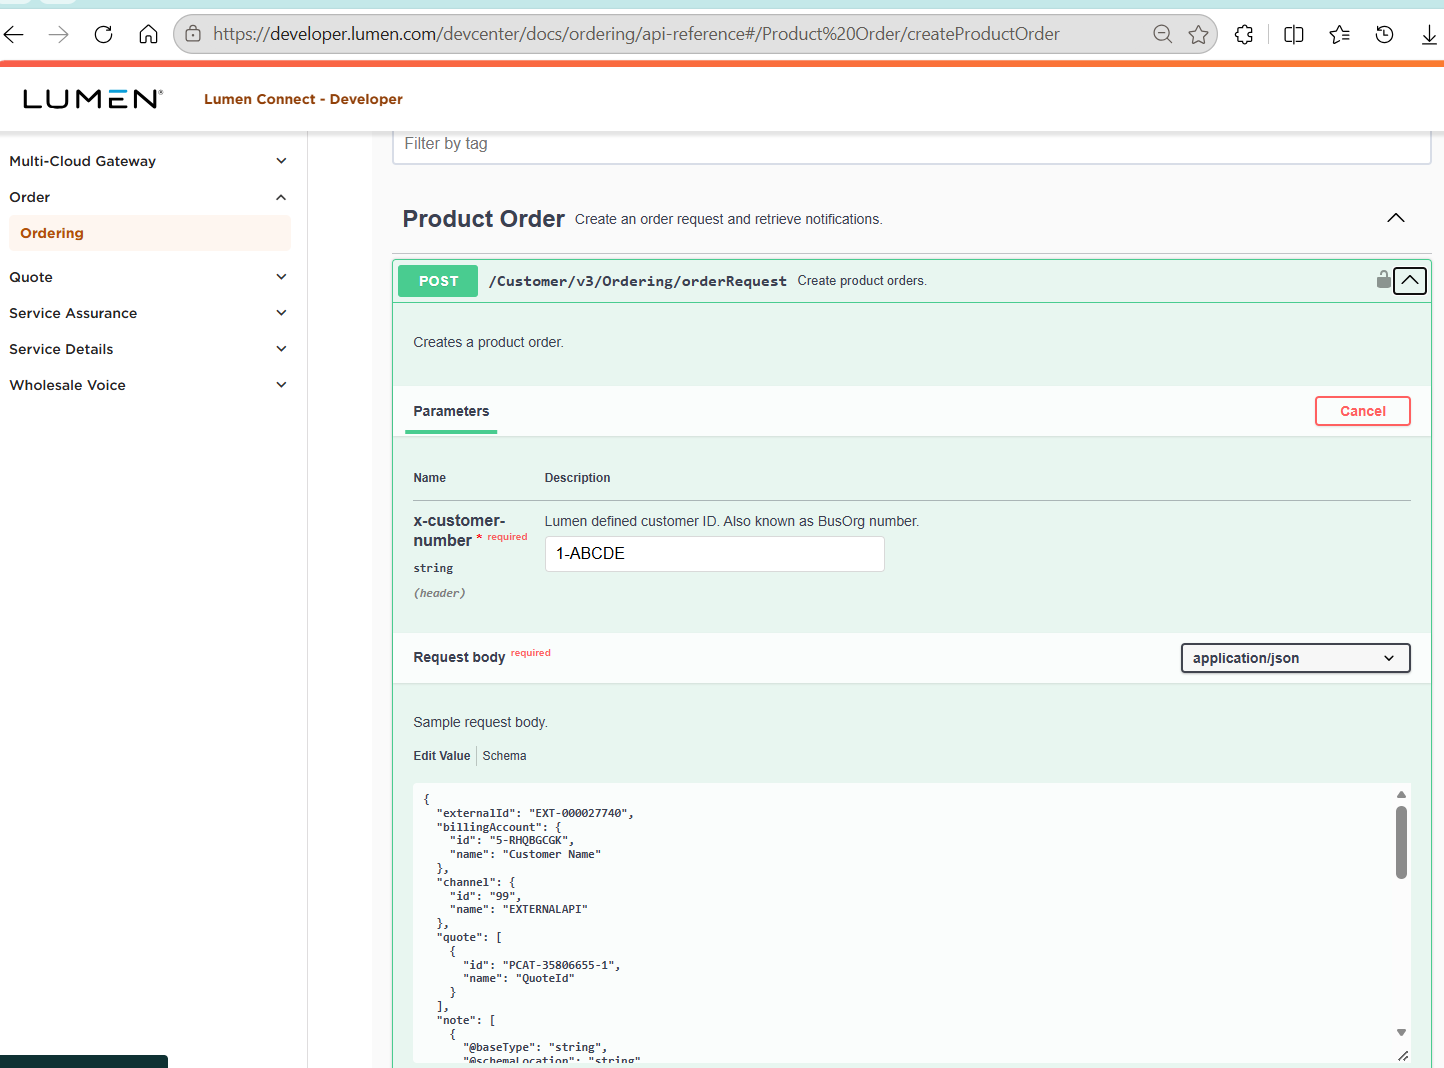 https://developer.lumen.com/devcenter/docs/ordering/api-reference#/Product%20Order/createProductOrder
LUMEN®
Lumen Connect - Developer
Multi-Cloud Gateway
Order
Ordering
Quote
Service Assurance
Service Details
Wholesale Voice
Filter by tag
Product Order Create an order request and retrieve notifications.
POST /Customer/v3/Ordering/orderRequest Create product orders.
Creates a product order.
Parameters
Cancel
Name Description
x-customer-
number * required
string
(header)
Lumen defined customer ID. Also known as BusOrg number.
1-ABCDE
Request body required
application/json
Sample request body.
Edit Value Schema
{
"externalId": "EXT-000027740",
"billingAccount": {
"id": "5-RHQBGCGK",
"name": "Customer Name"
},
"channel": {
"id": "99",
"name": "EXTERNALAPI"
},
"quote": [
{
"id": "PCAT-35806655-1",
"name": "QuoteId"
}
],
"note": [
{
"@baseType": "string",
"@schemaLocation": "string"